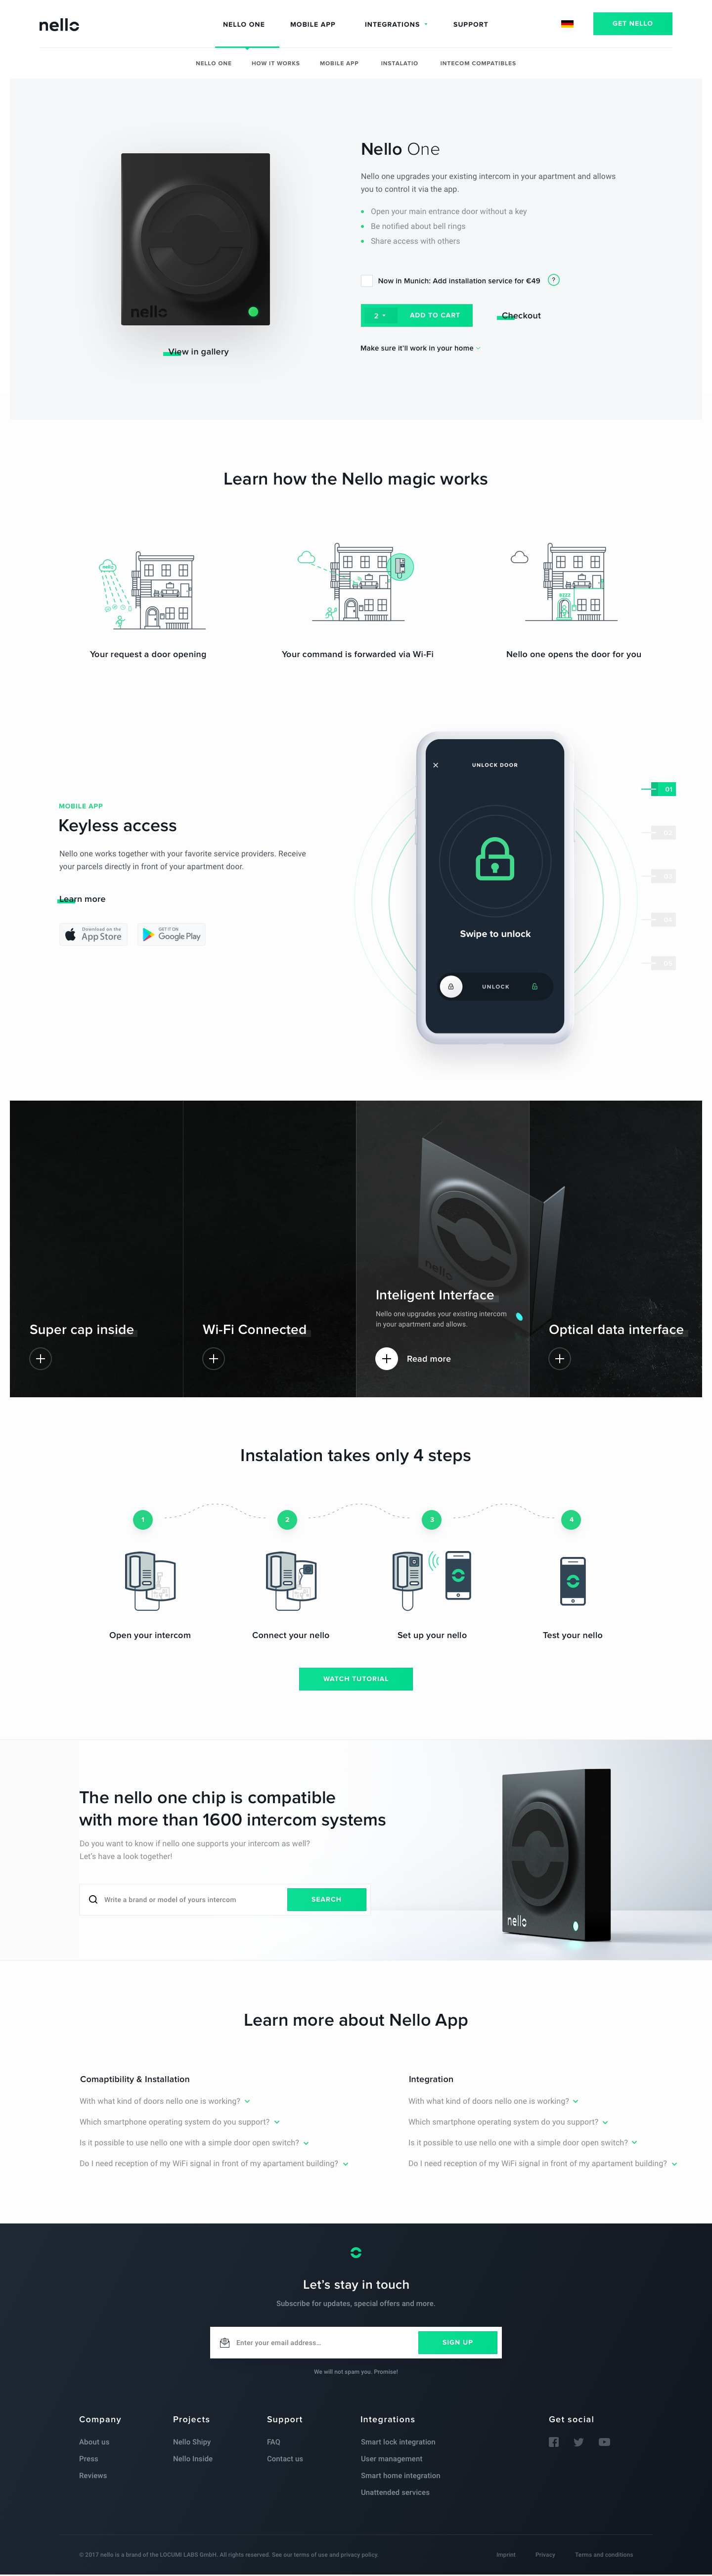 nello
NELLO ONE
MOBILE APP
INTEGRATIONS
SUPPORT
GET NELLO
NELLO ONE
HOW IT WORKS
MOBILE APP
INSTALATIO
INTECOM COMPATIBLES
nello
View in gallery
Nello One
Nello one upgrades your existing intercom in your apartment and allows
you to control it via the app.
Open your main entrance door without a key
Be notified about bell rings
Share access with others
Now in Munich: Add installation service for €49
?
2
ADD TO CART
Checkout
Make sure it'll work in your home
Learn how the Nello magic works
nello
Your request a door opening
Your command is forwarded via Wi-Fi
BZZZ
Nello one opens the door for you
MOBILE APP
Keyless access
Nello one works together with your favorite service providers. Receive
your parcels directly in front of your apartment door.
Learn more
Download on the
App Store
GET IT ON
Google Play
UNLOCK DOOR
Swipe to unlock
UNLOCK
01
02
03
04
05
Super cap inside
Wi-Fi Connected
nello
Inteligent Interface
Nello one upgrades your existing intercom
in your apartment and allows.
Read more
Optical data interface
Instalation takes only 4 steps
1
2
3
4
Open your intercom
Connect your nello
Set up your nello
Test your nello
WATCH TUTORIAL
The nello one chip is compatible
with more than 1600 intercom systems
Do you want to know if nello one supports your intercom as well?
Let's have a look together!
Write a brand or model of yours intercom
SEARCH
nello
Learn more about Nello App
Comaptibility & Installation
With what kind of doors nello one is working?
Which smartphone operating system do you support?
Is it possible to use nello one with a simple door open switch?
Do I need reception of my WiFi signal in front of my apartament building?
Integration
With what kind of doors nello one is working?
Which smartphone operating system do you support?
Is it possible to use nello one with a simple door open switch?
Do I need reception of my WiFi signal in front of my apartament building?
Let's stay in touch
Subscribe for updates, special offers and more.
Enter your email address...
SIGN UP
We will not spam you. Promise!
Company
About us
Press
Reviews
Projects
Nello Shipy
Nello Inside
Support
FAQ
Contact us
Integrations
Smart lock integration
User management
Smart home integration
Unattended services
Get social
© 2017 nello is a brand of the LOCUMI LABS GmbH. All rights reserved. See our terms of use and privacy policy.
Imprint
Privacy
Terms and conditions